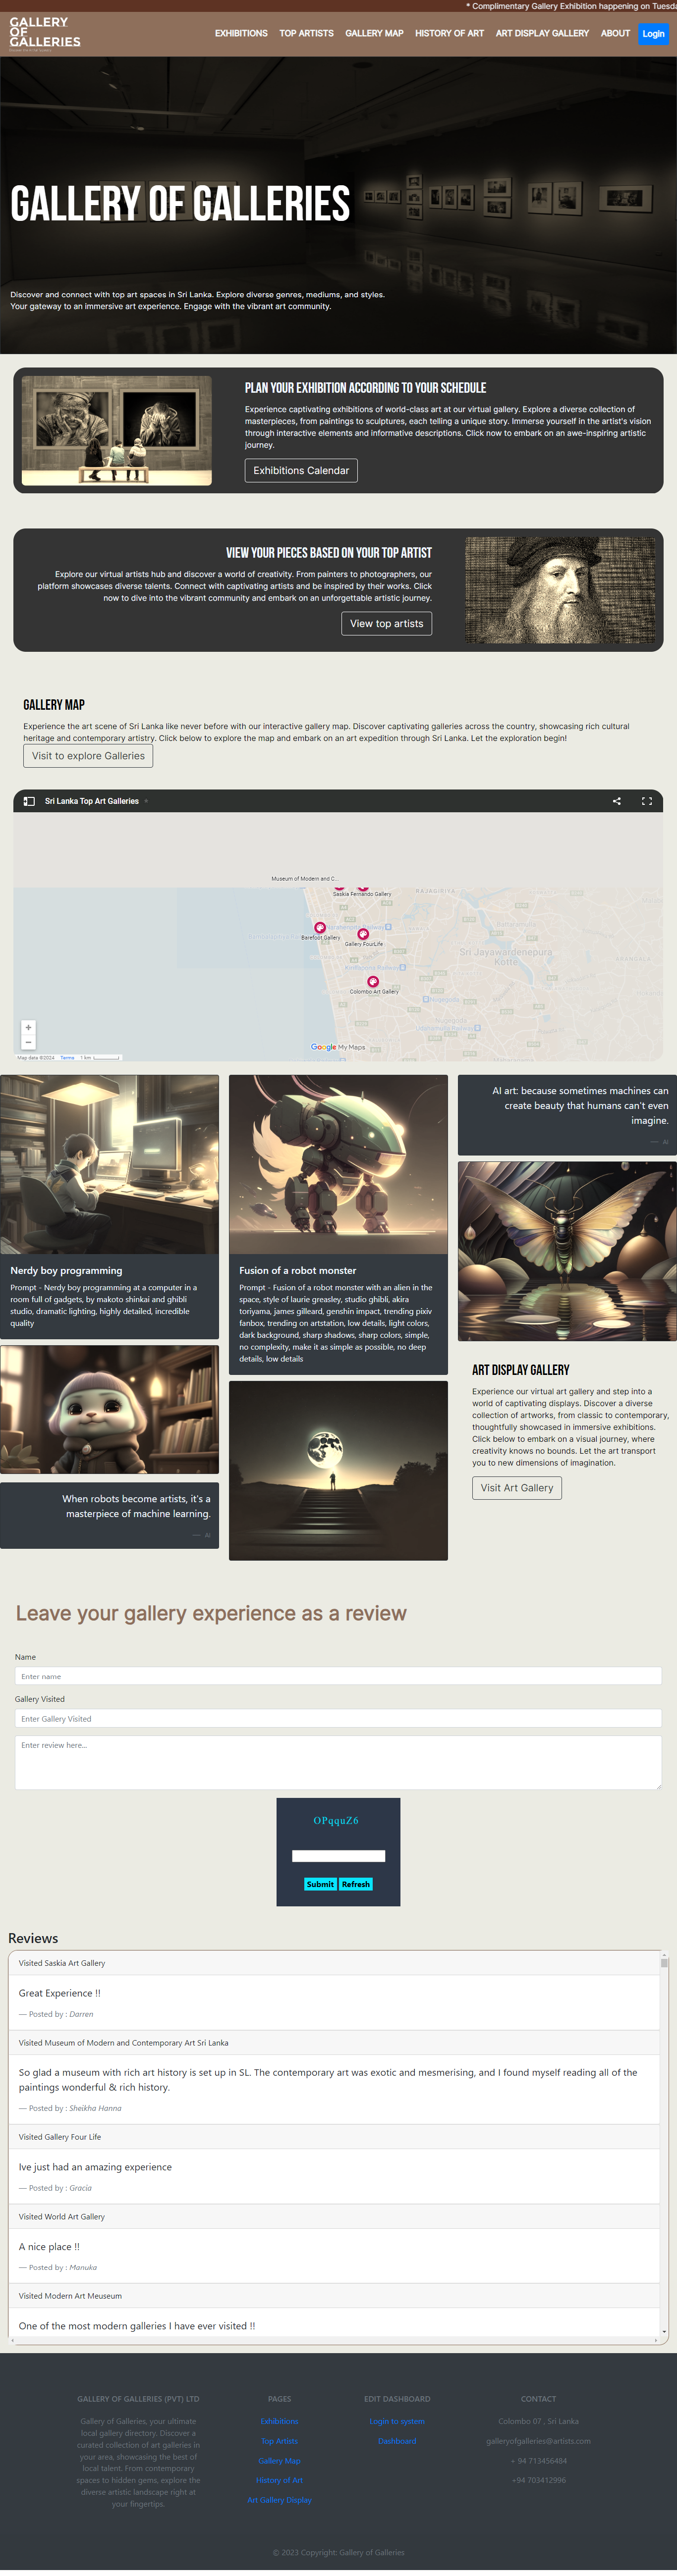 * Complimentary Gallery Exhibition happening on Tuesda
GALLERY
OF
GALLERIES
EXHIBITIONS
TOP ARTISTS
GALLERY MAP
HISTORY OF ART
ART DISPLAY GALLERY
ABOUT
Login
GALLERY OF GALLERIES
Discover and connect with top art spaces in Sri Lanka. Explore diverse genres, mediums, and styles.
Your gateway to an immersive art experience. Engage with the vibrant art community.
PLAN YOUR EXHIBITION ACCORDING TO YOUR SCHEDULE
Experience captivating exhibitions of world-class art at our virtual gallery. Explore a diverse collection of
masterpieces, from paintings to sculptures, each telling a unique story. Immerse yourself in the artist's vision
through interactive elements and informative descriptions. Click now to embark on an awe-inspiring artistic
journey.
Exhibitions Calendar
VIEW YOUR PIECES BASED ON YOUR TOP ARTIST
Explore our virtual artists hub and discover a world of creativity. From painters to photographers, our
platform showcases diverse talents. Connect with captivating artists and be inspired by their works. Click
now to dive into the vibrant community and embark on an unforgettable artistic journey.
View top artists
GALLERY MAP
Experience the art scene of Sri Lanka like never before with our interactive gallery map. Discover captivating galleries across the country, showcasing rich cultural
heritage and contemporary artistry. Click below to explore the map and embark on an art expedition through Sri Lanka. Let the exploration begin!
Visit to explore Galleries
Sri Lanka Top Art Galleries
Museum of Modern and C...
Saskia Fernando Gallery
RAJAGIRIYA
Barefoot Gallery
Gallery FourLife
Sri Jayawardenepura
Kotte
Colombo Art Gallery
Google My Maps
Map data ©2024 Terms 1 km
Nerdy boy programming
Prompt - Nerdy boy programming at a computer in a
room full of gadgets, by makoto shinkai and ghibli
studio, dramatic lighting, highly detailed, incredible
quality
When robots become artists, it's a
masterpiece of machine learning.
— AI
Fusion of a robot monster
Prompt - Fusion of a robot monster with an alien in the
space, style of laurie greasley, studio ghibli, akira
toriyama, james gilleard, genshin impact, trending pixiv
fanbox, trending on artstation, low details, light colors,
dark background, sharp shadows, sharp colors, simple,
no complexity, make it as simple as possible, no deep
details, low details
AI art: because sometimes machines can
create beauty that humans can't even
imagine.
— AI
ART DISPLAY GALLERY
Experience our virtual art gallery and step into a
world of captivating displays. Discover a diverse
collection of artworks, from classic to contemporary,
thoughtfully showcased in immersive exhibitions.
Click below to embark on a visual journey, where
creativity knows no bounds. Let the art transport
you to new dimensions of imagination.
Visit Art Gallery
Leave your gallery experience as a review
Name
Enter name
Gallery Visited
Enter Gallery Visited
Enter review here...
OPqquZ6
Submit
Refresh
Reviews
Visited Saskia Art Gallery
Great Experience !!
— Posted by : Darren
Visited Museum of Modern and Contemporary Art Sri Lanka
So glad a museum with rich art history is set up in SL. The contemporary art was exotic and mesmerising, and I found myself reading all of the
paintings wonderful & rich history.
— Posted by : Sheikha Hanna
Visited Gallery Four Life
Ive just had an amazing experience
— Posted by : Gracia
Visited World Art Gallery
A nice place !!
— Posted by : Manuka
Visited Modern Art Meuseum
One of the most modern galleries I have ever visited !!
GALLERY OF GALLERIES (PVT) LTD
Gallery of Galleries, your ultimate
local gallery directory. Discover a
curated collection of art galleries in
your area, showcasing the best of
local talent. From contemporary
spaces to hidden gems, explore the
diverse artistic landscape right at
your fingertips.
PAGES
Exhibitions
Top Artists
Gallery Map
History of Art
Art Gallery Display
EDIT DASHBOARD
Login to system
Dashboard
CONTACT
Colombo 07 , Sri Lanka
galleryofgalleries@artists.com
+ 94 713456484
+94 703412996
© 2023 Copyright: Gallery of Galleries